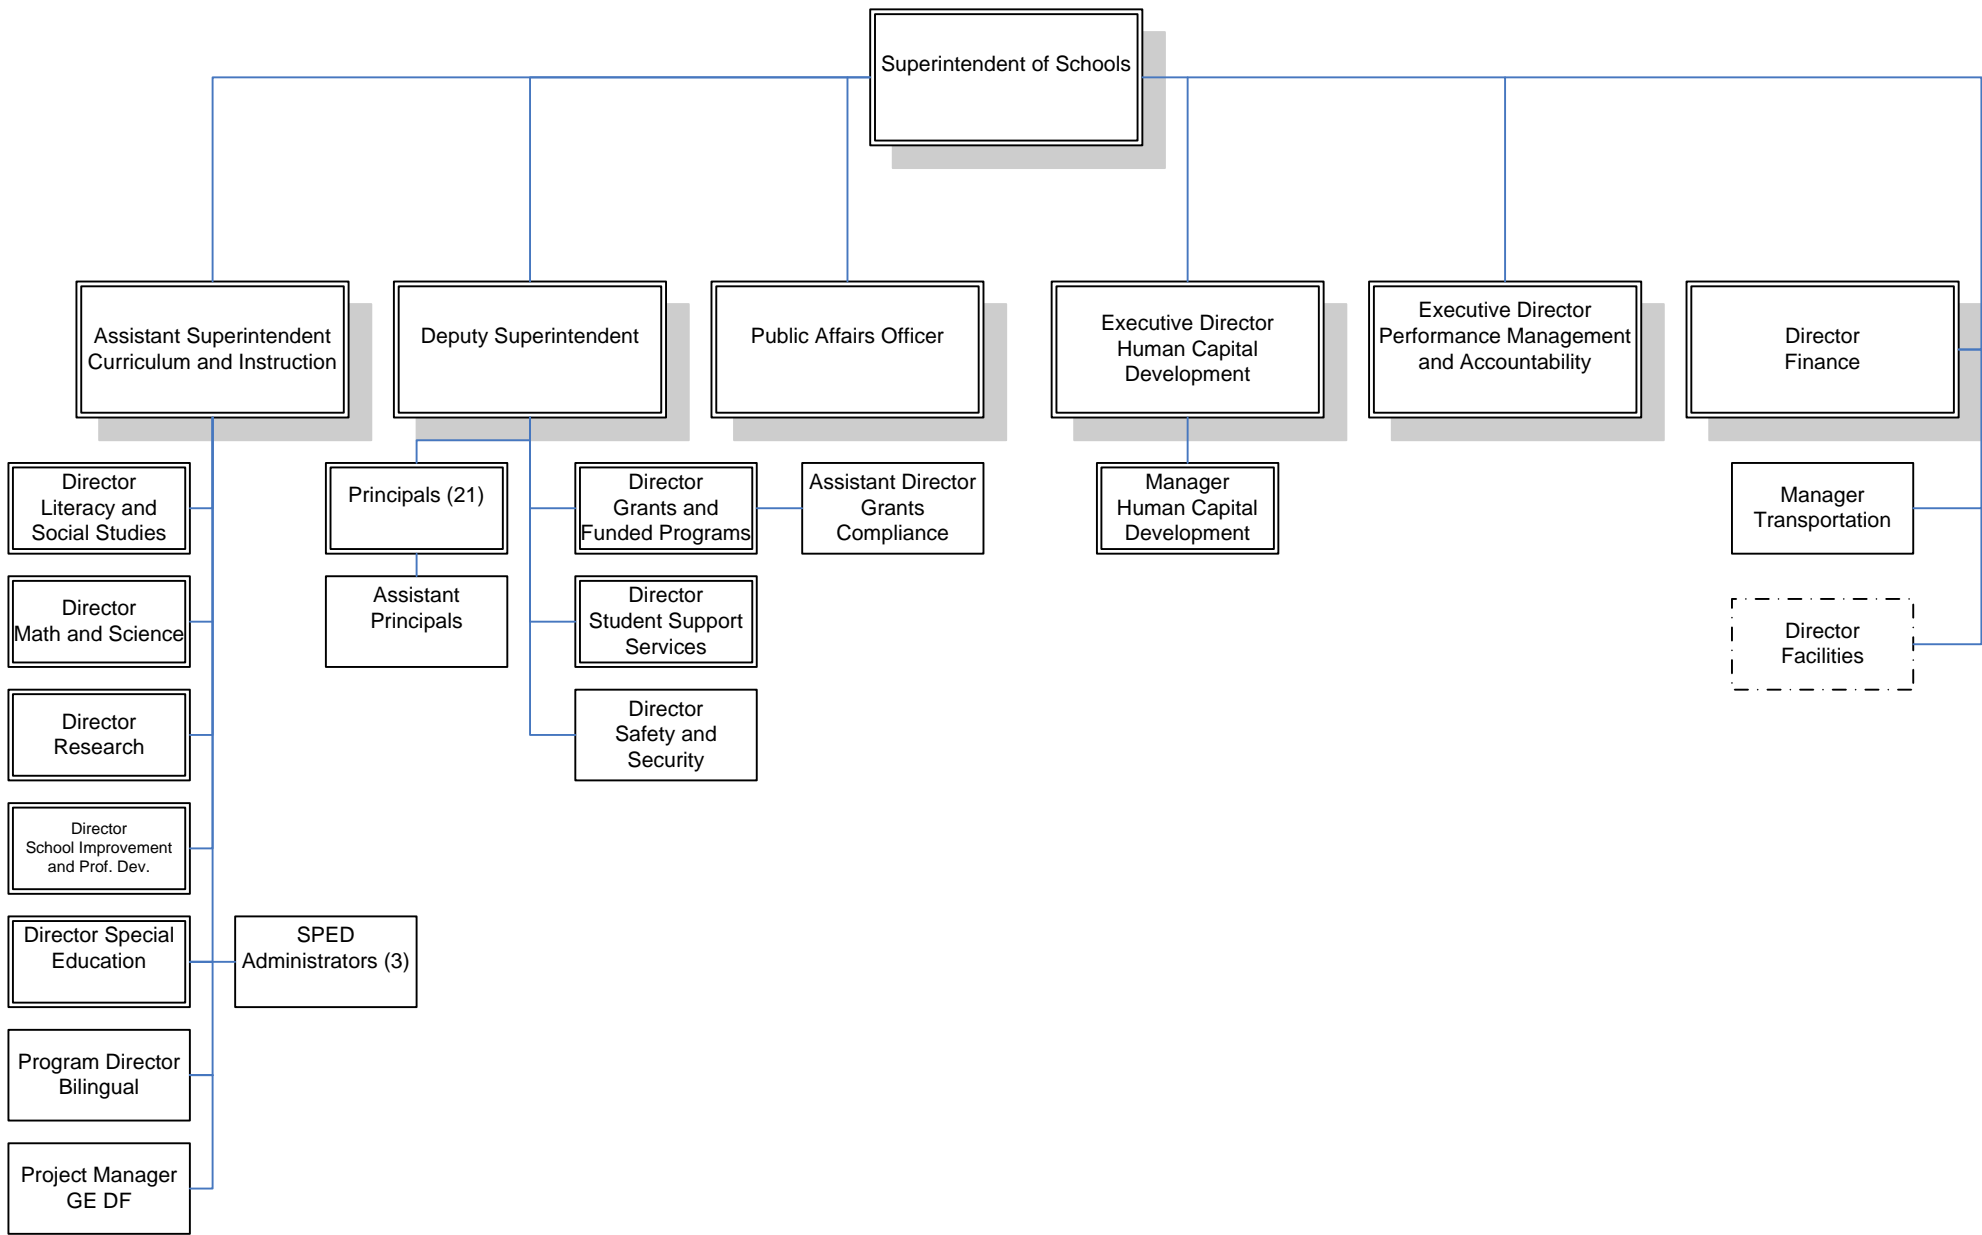 Superintendent of Schools
Assistant Superintendent
Curriculum and Instruction
Deputy Superintendent
Public Affairs Officer
Executive Director
Human Capital
Development
Executive Director
Performance Management
and Accountability
Director
Finance
Director
Literacy and
Social Studies
Principals (21)
Director
Grants and
Funded Programs
Assistant Director
Grants
Compliance
Manager
Human Capital
Development
Manager
Transportation
Director
Math and Science
Assistant
Principals
Director
Student Support
Services
Director
Facilities
Director
Research
Director
Safety and
Security
Director
School Improvement
and Prof. Dev.
Director Special
Education
SPED
Administrators (3)
Program Director
Bilingual
Project Manager
GE DF